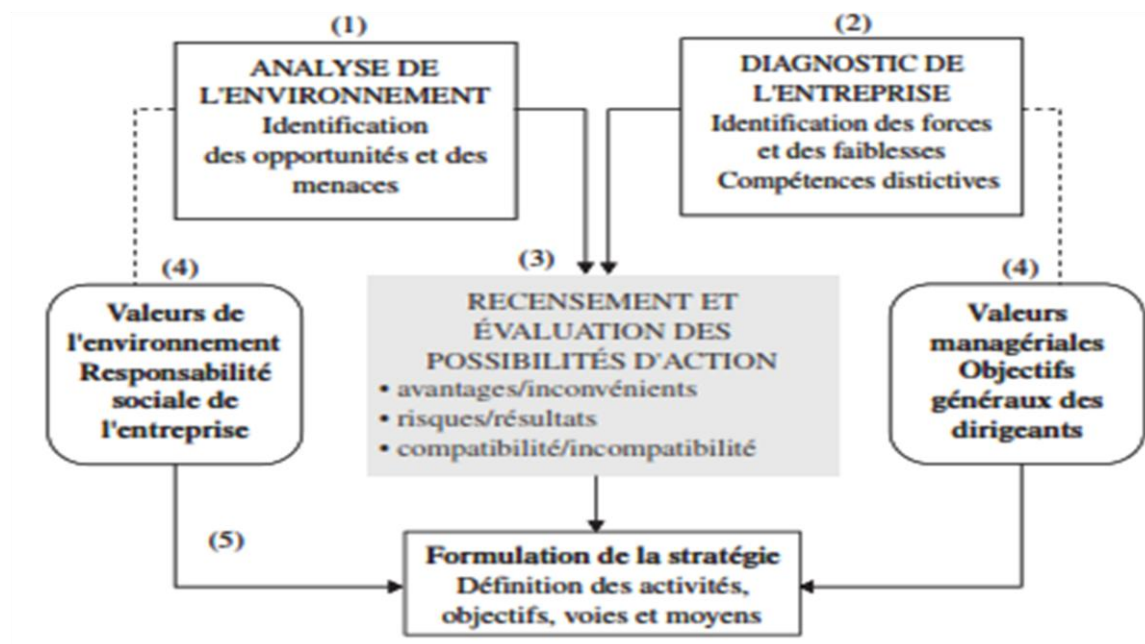 (1)
ANALYSE DE
L'ENVIRONNEMENT
Identification
des opportunités et des
menaces
(2)
DIAGNOSTIC DE
L'ENTREPRISE
Identification des forces
et des faiblesses
Compétences distictives
(4)
Valeurs de
l'environnement
Responsabilité
sociale de
l'entreprise
(3)
RECENSEMENT ET
ÉVALUATION DES
POSSIBILITÉS D'ACTION
• avantages/inconvénients
• risques/résultats
• compatibilité/incompatibilité
(4)
Valeurs
managériales
Objectifs
généraux des
dirigeants
(5)
Formulation de la stratégie
Définition des activités,
objectifs, voies et moyens